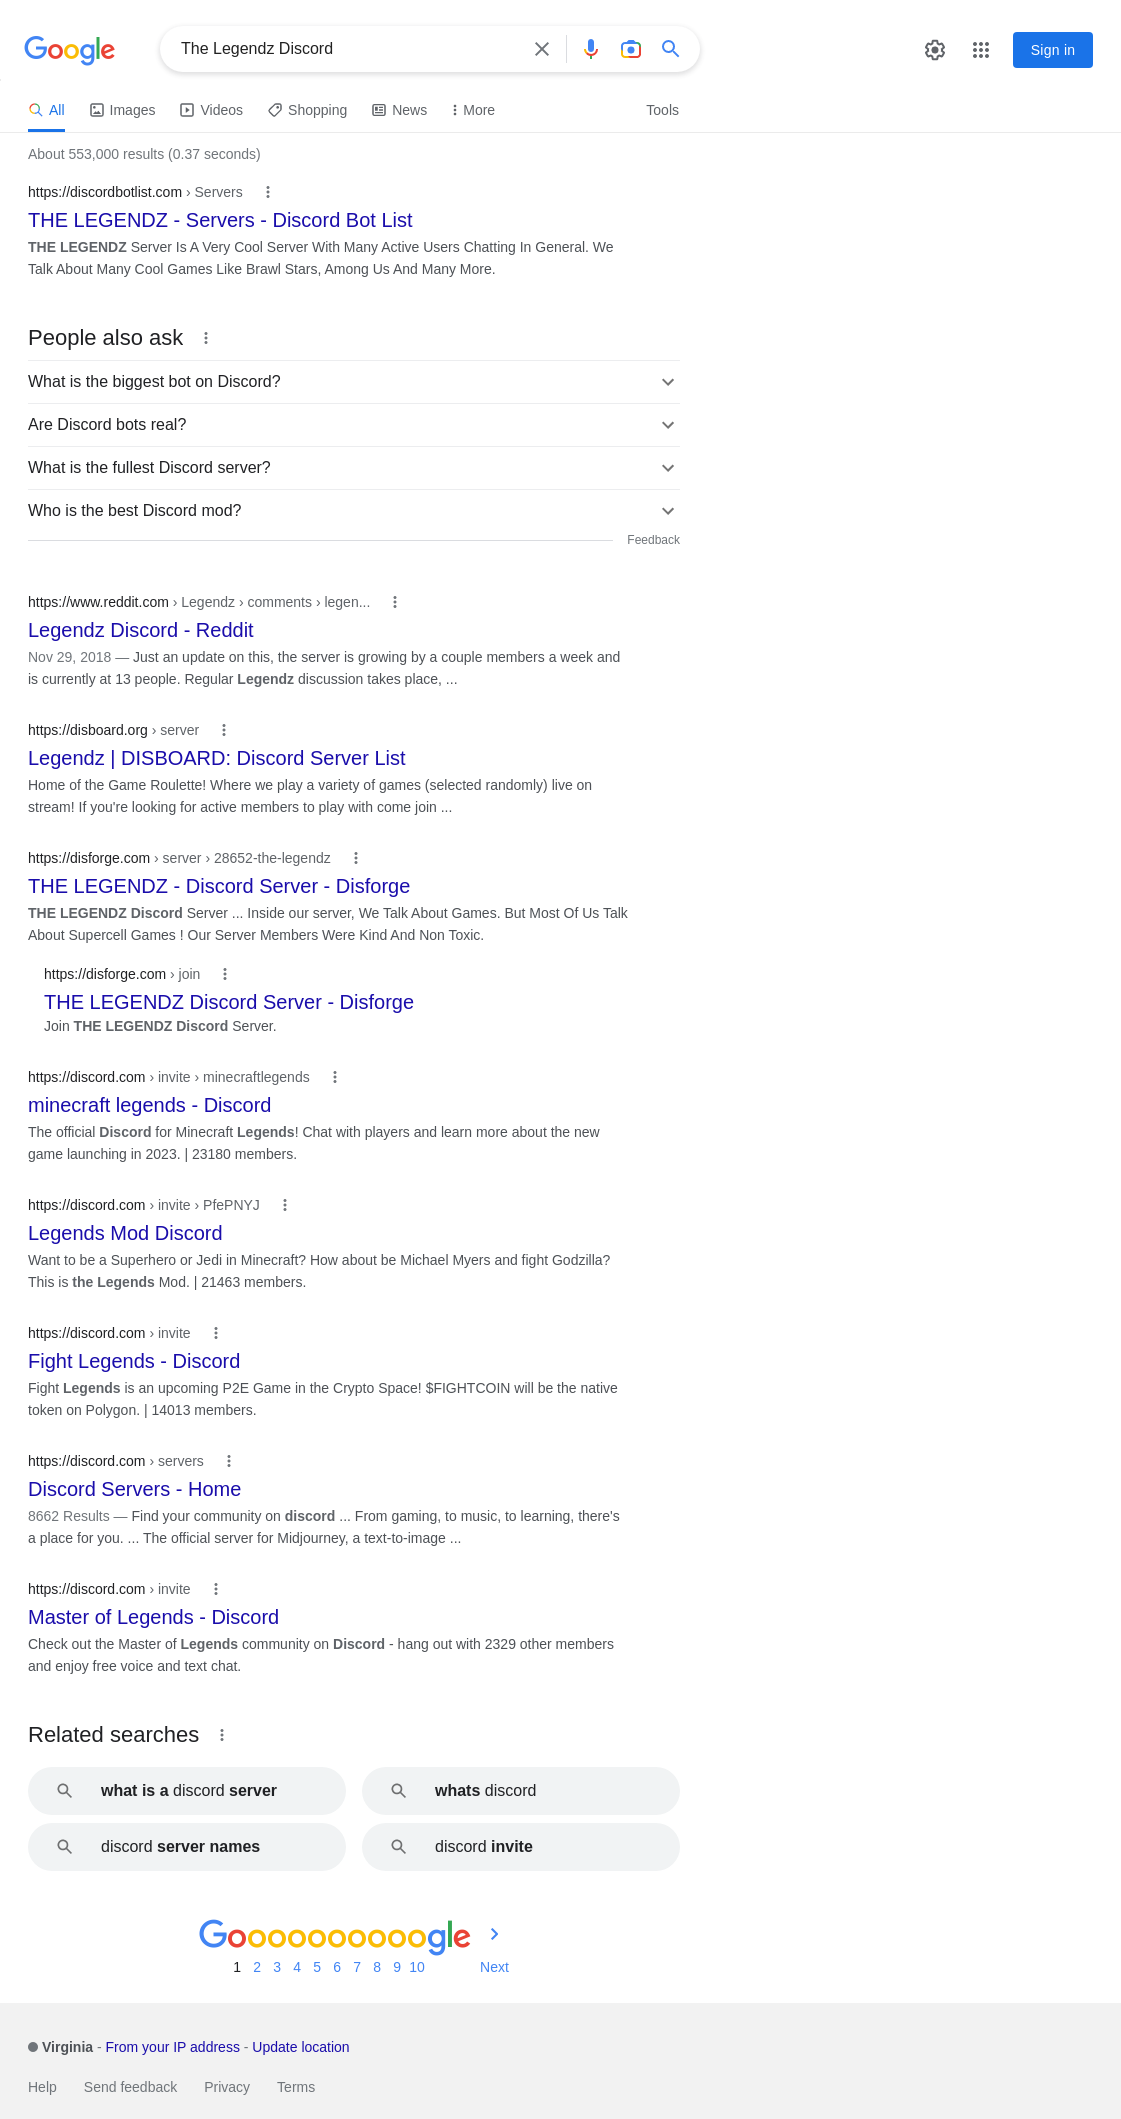 Google
The Legendz Discord
Sign in
All
Images
Videos
Shopping
News
More
Tools
About 553,000 results (0.37 seconds)
https://discordbotlist.com › Servers
THE LEGENDZ - Servers - Discord Bot List
THE LEGENDZ Server Is A Very Cool Server With Many Active Users Chatting In General. We
Talk About Many Cool Games Like Brawl Stars, Among Us And Many More.
People also ask
What is the biggest bot on Discord?
Are Discord bots real?
What is the fullest Discord server?
Who is the best Discord mod?
Feedback
https://www.reddit.com › Legendz › comments › legen...
Legendz Discord - Reddit
Nov 29, 2018 — Just an update on this, the server is growing by a couple members a week and
is currently at 13 people. Regular Legendz discussion takes place, ...
https://disboard.org › server
Legendz | DISBOARD: Discord Server List
Home of the Game Roulette! Where we play a variety of games (selected randomly) live on
stream! If you're looking for active members to play with come join ...
https://disforge.com › server › 28652-the-legendz
THE LEGENDZ - Discord Server - Disforge
THE LEGENDZ Discord Server ... Inside our server, We Talk About Games. But Most Of Us Talk
About Supercell Games ! Our Server Members Were Kind And Non Toxic.
https://disforge.com › join
THE LEGENDZ Discord Server - Disforge
Join THE LEGENDZ Discord Server.
https://discord.com › invite › minecraftlegends
minecraft legends - Discord
The official Discord for Minecraft Legends! Chat with players and learn more about the new
game launching in 2023. | 23180 members.
https://discord.com › invite › PfePNYJ
Legends Mod Discord
Want to be a Superhero or Jedi in Minecraft? How about be Michael Myers and fight Godzilla?
This is the Legends Mod. | 21463 members.
https://discord.com › invite
Fight Legends - Discord
Fight Legends is an upcoming P2E Game in the Crypto Space! $FIGHTCOIN will be the native
token on Polygon. | 14013 members.
https://discord.com › servers
Discord Servers - Home
8662 Results — Find your community on discord ... From gaming, to music, to learning, there's
a place for you. ... The official server for Midjourney, a text-to-image ...
https://discord.com › invite
Master of Legends - Discord
Check out the Master of Legends community on Discord - hang out with 2329 other members
and enjoy free voice and text chat.
Related searches
what is a discord server
whats discord
discord server names
discord invite
Goooooooooogle
1 2 3 4 5 6 7 8 9 10 Next
Virginia - From your IP address - Update location
Help Send feedback Privacy Terms